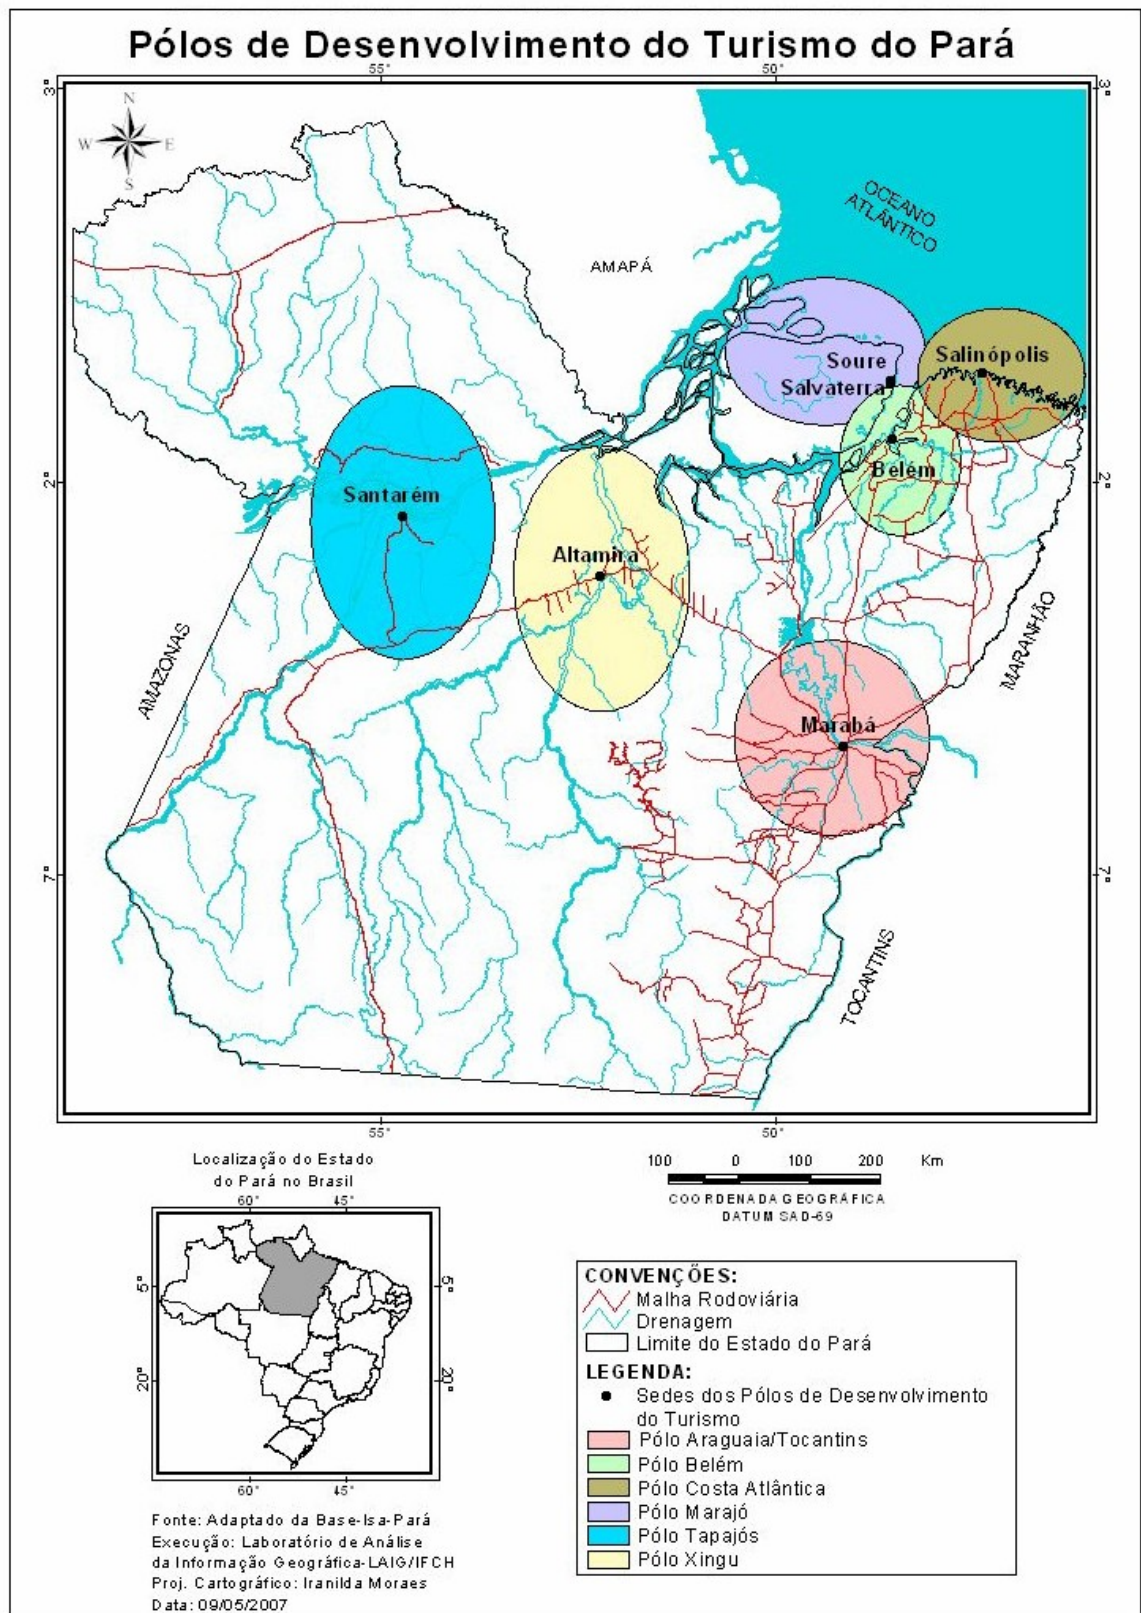 Pólos de Desenvolvimento do Turismo do Pará
55°
50°
3°
3°
N
W
E
S
OCEANO
ATLÂNTICO
AMAPÁ
Soure
Salvaterra
Salinópolis
Belém
2°
2°
Santarém
Altamira
AMAZONAS
MARANHÃO
Marabá
7°
7°
TOCANTINS
55°
50°
Localização do Estado
do Pará no Brasil
60°
45°
5°
5°
20°
20°
60°
45°
100 0 100 200 Km
COORDENADA GEOGRÁFICA
DATUM SAD-69
Fonte: Adaptado da Base-Isa-Pará
Execução: Laboratório de Análise
da Informação Geográfica-LAIG/IFCH
Proj. Cartográfico: Iranilda Moraes
Data: 09/05/2007
CONVENÇÕES:
Malha Rodoviária
Drenagem
Limite do Estado do Pará
LEGENDA:
Sedes dos Pólos de Desenvolvimento
do Turismo
Pólo Araguaia/Tocantins
Pólo Belém
Pólo Costa Atlântica
Pólo Marajó
Pólo Tapajós
Pólo Xingu